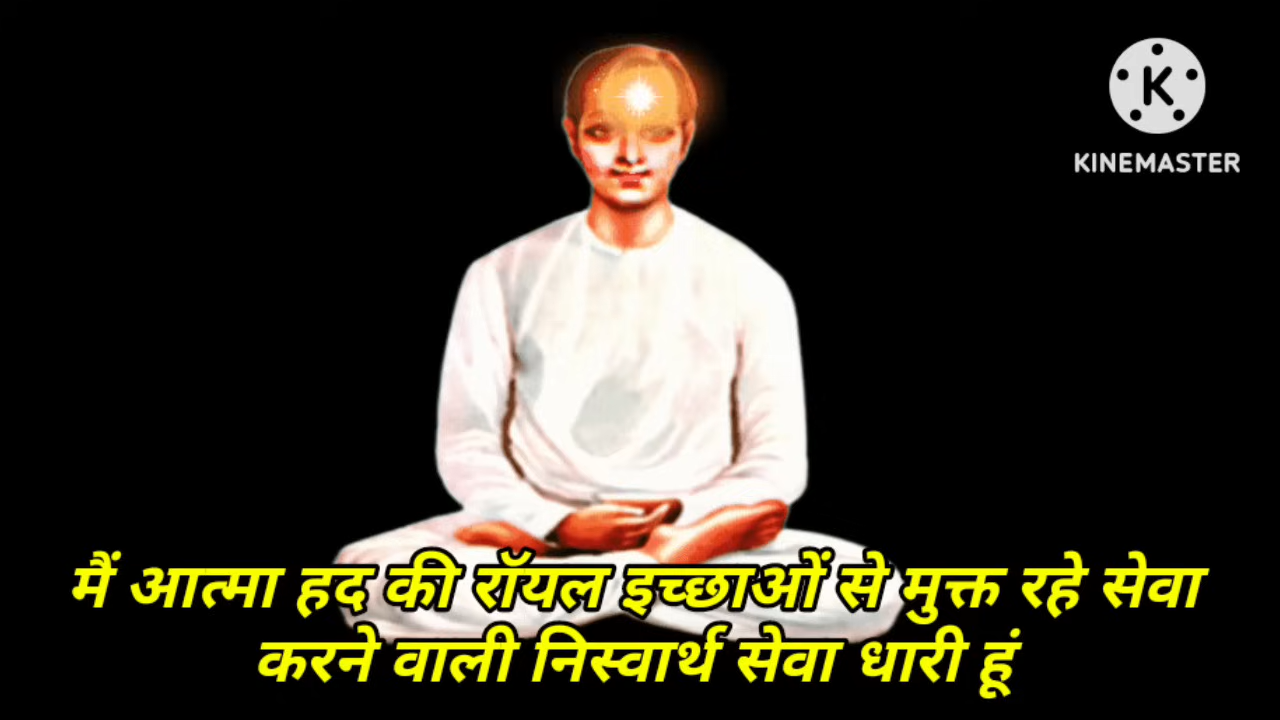 KINEMASTER
मैं आत्मा हद की रॉयल इच्छाओं से मुक्त रहे सेवा
करने वाली निस्वार्थ सेवा धारी हूं